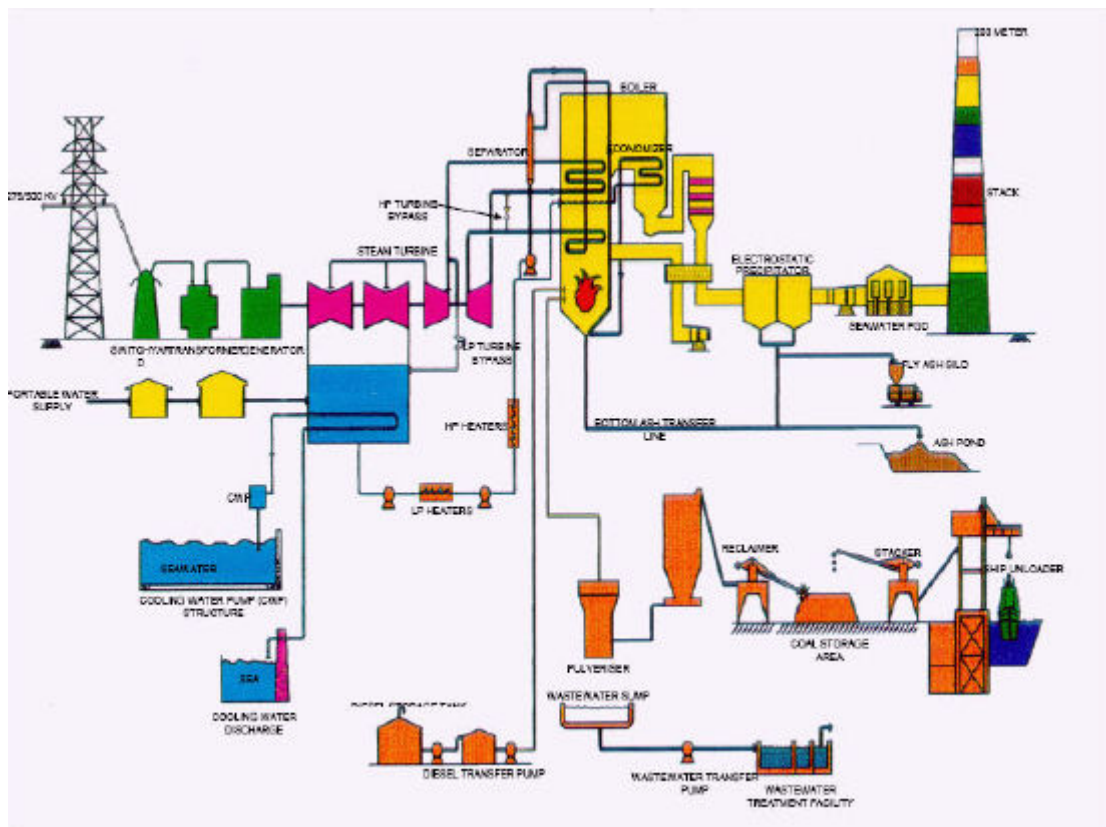 200 METER
BOILER
SEPARATOR
ECONOMIZER
275/500 KV
HP TURBINE
BYPASS
STACK
STEAM TURBINE
ELECTROSTATIC
PRECIPITATOR
SEAWATER FGD
SWITCHYAR
D
TRANSFORMER
GENERATOR
LP TURBINE
BYPASS
FLY ASH SILO
PORTABLE WATER
SUPPLY
HP HEATERS
BOTTOM ASH TRANSFER
LINE
ASH POND
CWP
LP HEATERS
RECLAIMER
STACKER
SHIP UNLOADER
SEAWATER
COOLING WATER PUMP (CWP)
STRUCTURE
COAL STORAGE
AREA
PULVERISER
SEA
WASTEWATER SUMP
COOLING WATER
DISCHARGE
DIESEL TRANSFER PUMP
WASTEWATER TRANSFER
PUMP
WASTEWATER
TREATMENT FACILITY